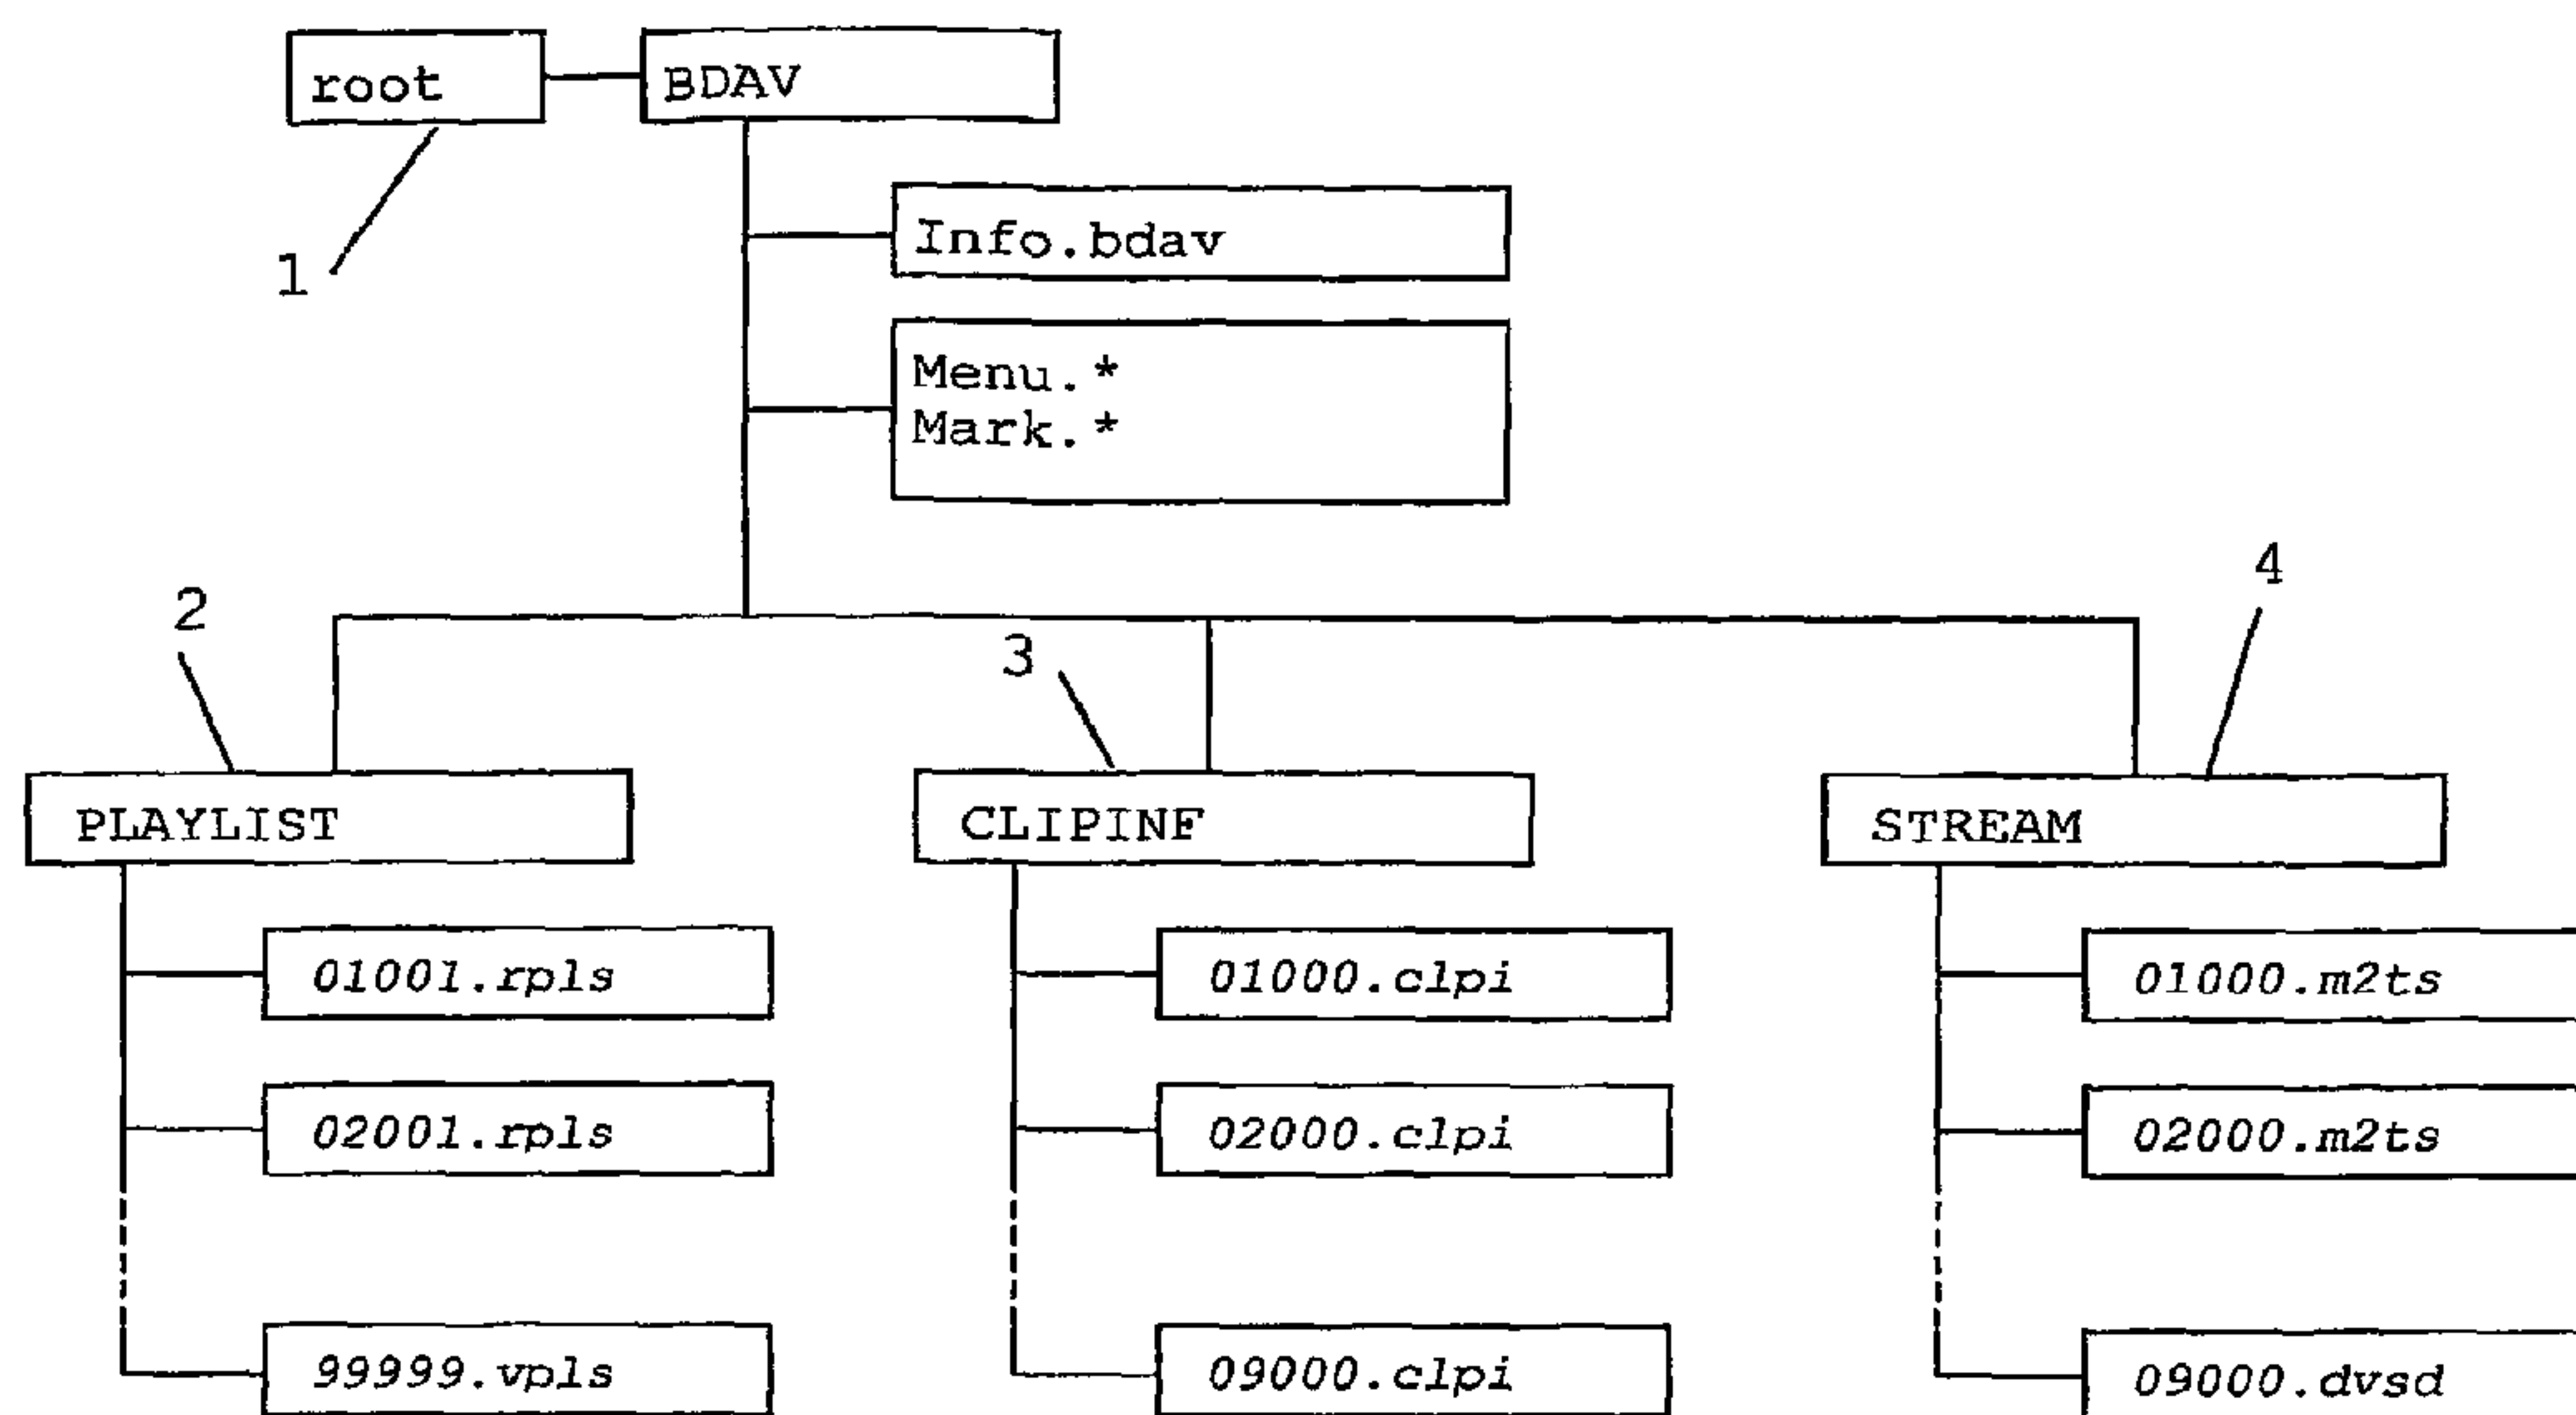 root
BDAV
1
Info.bdav
Menu.*
Mark.*
2
3
4
PLAYLIST
CLIPINF
STREAM
01001.rpls
01000.clpi
01000.m2ts
02001.rpls
02000.clpi
02000.m2ts
99999.vpls
09000.clpi
09000.dvsd